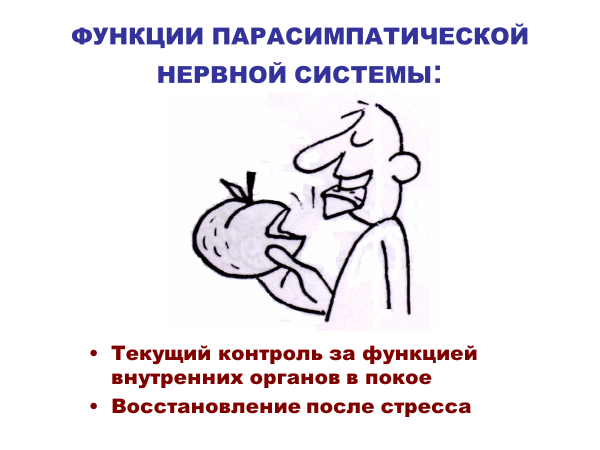 ФУНКЦИИ ПАРАСИМПАТИЧЕСКОЙ
НЕРВНОЙ СИСТЕМЫ:
• Текущий контроль за функцией
внутренних органов в покое
• Восстановление после стресса